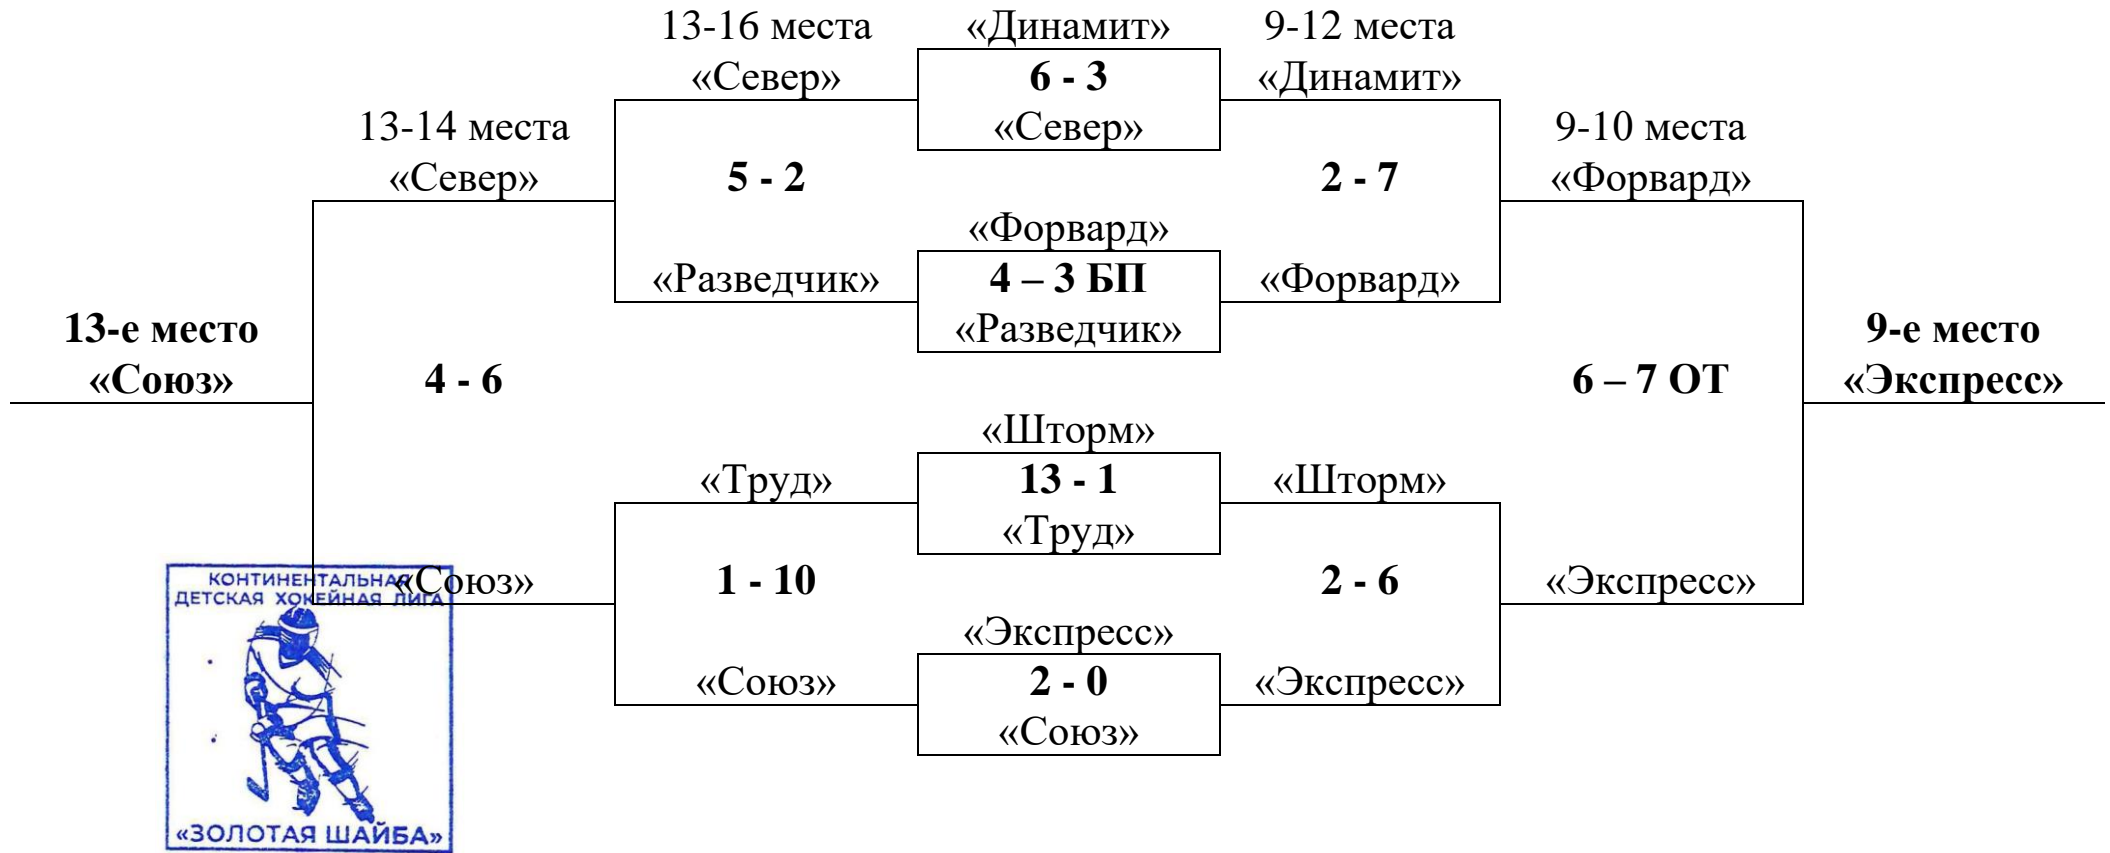 13-16 места
«Динамит»
9-12 места
«Север»
6 - 3
«Динамит»
13-14 места
«Север»
9-10 места
«Север»
5 - 2
2 - 7
«Форвард»
«Форвард»
«Разведчик»
4 – 3 БП
«Форвард»
13-е место
«Разведчик»
9-е место
«Союз»
4 - 6
6 – 7 ОТ
«Экспресс»
«Шторм»
«Труд»
13 - 1
«Шторм»
«Труд»
«Союз»
1 - 10
2 - 6
«Экспресс»
«Экспресс»
«Союз»
2 - 0
«Экспресс»
«Союз»
КОНТИНЕНТАЛЬНАЯ
ДЕТСКАЯ ХОКЕЙНАЯ ЛИГА
«ЗОЛОТАЯ ШАЙБА»